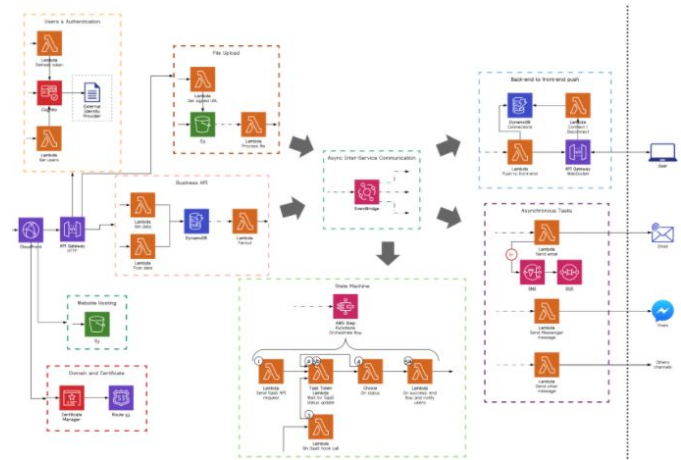 Users & Authentication
Lambda
Refresh token
Cognito
External
Identity
Provider
Lambda
Get users
File Upload
Lambda
Get signed URL
S3
Lambda
Process file
Business API
Lambda
Get data
Lambda
Post data
DynamoDB
Lambda
Fanout
CloudFront
API Gateway
HTTP
Website Hosting
S3
Domain and Certificate
Certificate
Manager
Route 53
Async Inter-Service Communication
EventBridge
State Machine
AWS Step
Functions
Orchestrate flow
Lambda
Send SaaS API
request
Task Token
Lambda
Wait for SaaS
status update
Choice
On status
Lambda
On success end
flow and notify
users
Lambda
On SaaS hook call
Back-end to front-end push
DynamoDB
Connections
Lambda
Connect /
Disconnect
Lambda
Push to front-end
API Gateway
WebSocket
User
Asynchronous Tasks
Lambda
Send email
SNS
SQS
Lambda
Send Messenger
message
Lambda
Send other
message
Email
Others
channels